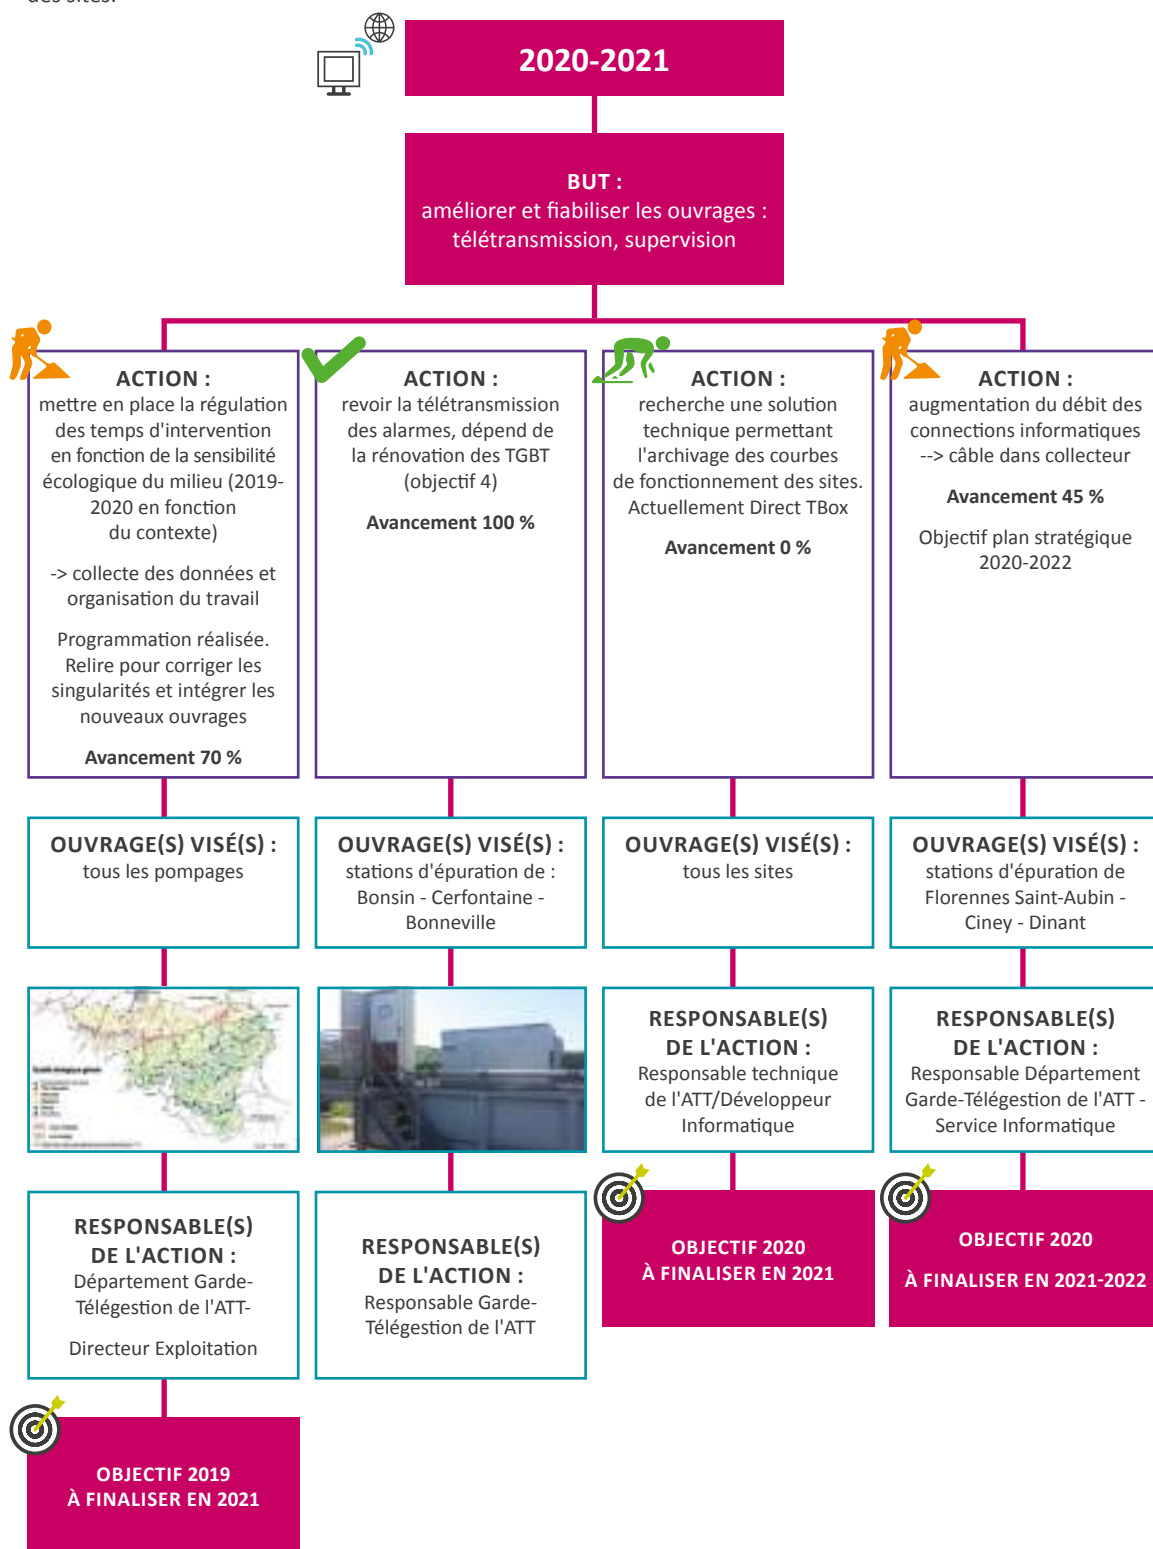 des sites.
2020-2021
BUT :
améliorer et fiabiliser les ouvrages :
télétransmission, supervision
ACTION :
mettre en place la régulation
des temps d'intervention
en fonction de la sensibilité
écologique du milieu (2019-
2020 en fonction
du contexte)
-> collecte des données et
organisation du travail
Programmation réalisée.
Relire pour corriger les
singularités et intégrer les
nouveaux ouvrages
Avancement 70 %
OUVRAGE(S) VISÉ(S) :
tous les pompages
RESPONSABLE(S)
DE L'ACTION :
Département Garde-
Télégestion de l'ATT-
Directeur Exploitation
OBJECTIF 2019
À FINALISER EN 2021
ACTION :
revoir la télétransmission
des alarmes, dépend de
la rénovation des TGBT
(objectif 4)
Avancement 100 %
OUVRAGE(S) VISÉ(S) :
stations d'épuration de :
Bonsin - Cerfontaine -
Bonneville
RESPONSABLE(S)
DE L'ACTION :
Responsable Garde-
Télégestion de l'ATT
ACTION :
recherche une solution
technique permettant
l'archivage des courbes
de fonctionnement des sites.
Actuellement Direct TBox
Avancement 0 %
OUVRAGE(S) VISÉ(S) :
tous les sites
RESPONSABLE(S)
DE L'ACTION :
Responsable technique
de l'ATT/Développeur
Informatique
OBJECTIF 2020
À FINALISER EN 2021
ACTION :
augmentation du débit des
connections informatiques
--> câble dans collecteur
Avancement 45 %
Objectif plan stratégique
2020-2022
OUVRAGE(S) VISÉ(S) :
stations d'épuration de
Florennes Saint-Aubin -
Ciney - Dinant
RESPONSABLE(S)
DE L'ACTION :
Responsable Département
Garde-Télégestion de l'ATT -
Service Informatique
OBJECTIF 2020
À FINALISER EN 2021-2022